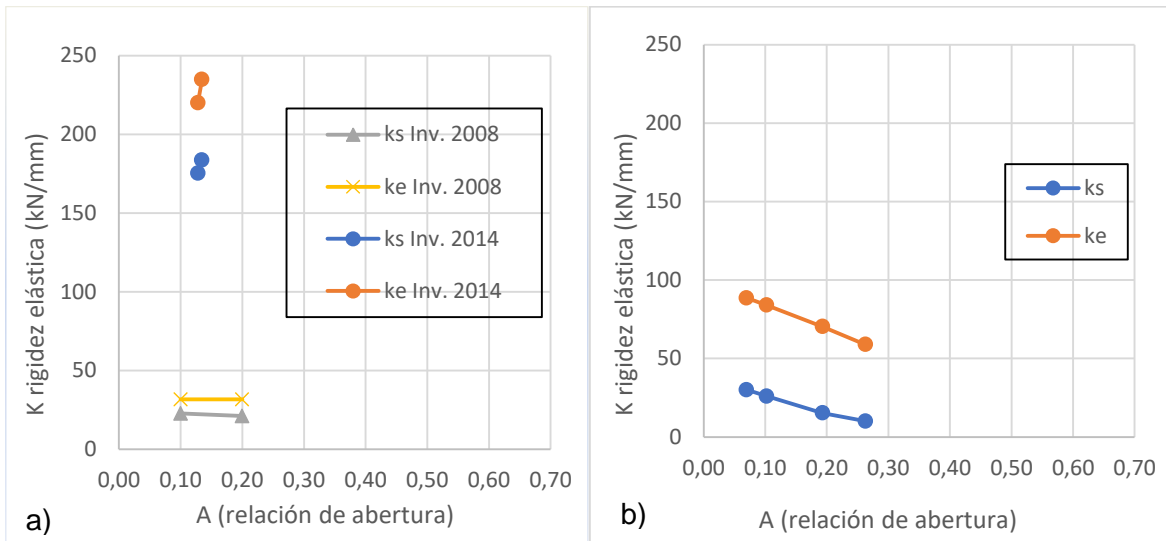 K rigidez elástica (kN/mm)
250
200
150
100
50
0
0,00 0,10 0,20 0,30 0,40 0,50 0,60 0,70
A (relación de abertura)
ks Inv. 2008
ke Inv. 2008
ks Inv. 2014
ke Inv. 2014
a)
K rigidez elástica (kN/mm)
250
200
150
100
50
0
0,00 0,10 0,20 0,30 0,40 0,50 0,60 0,70
A (relación de abertura)
ks
ke
b)